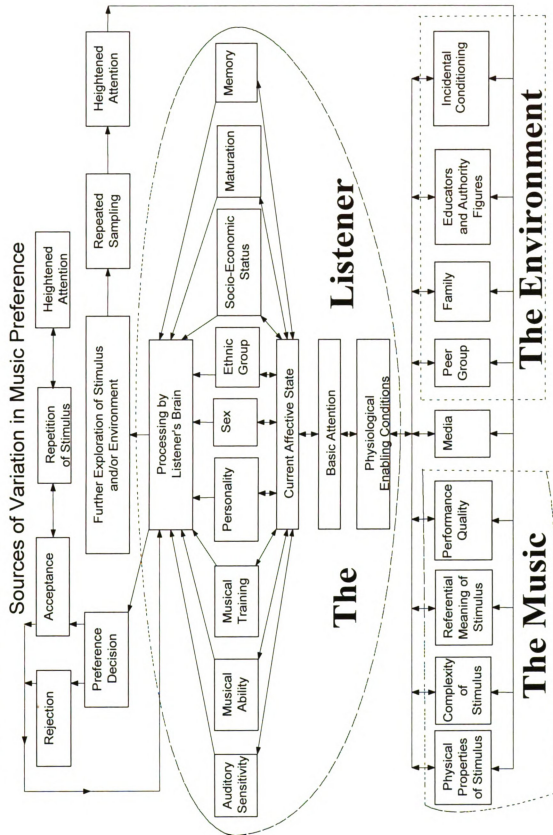 Sources of Variation in Music Preference
Rejection
Acceptance
Repetition
of Stimulus
Heightened
Attention
Preference
Decision
Further Exploration of Stimulus
and/or Environment
Repeated
Sampling
Heightened
Attention
Processing by
Listener's Brain
Auditory
Sensitivity
Musical
Ability
Musical
Training
Personality
Sex
Ethnic
Group
Socio-Economic
Status
Maturation
Memory
Current Affective State
Basic Attention
Physiological
Enabling Conditions
The
Listener
Physical
Properties
of Stimulus
Complexity
of
Stimulus
Referential
Meaning of
Stimulus
Performance
Quality
Media
Peer
Group
Family
Educators
and Authority
Figures
Incidental
Conditioning
The Music
The Environment